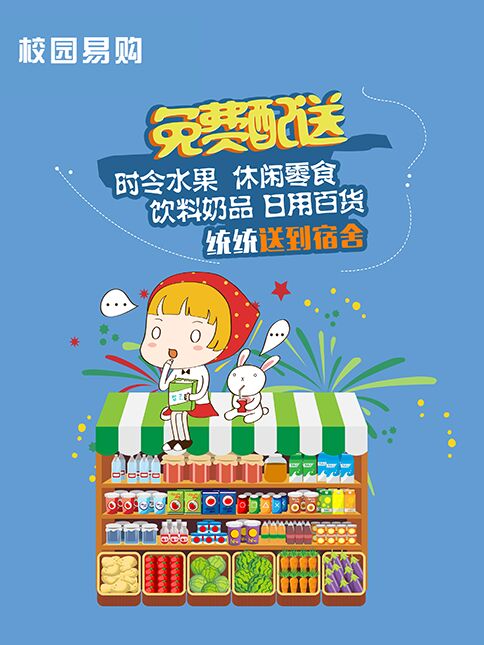 校园易购
免费配送
时令水果 休闲零食
饮料奶品 日用百货
统统送到宿舍